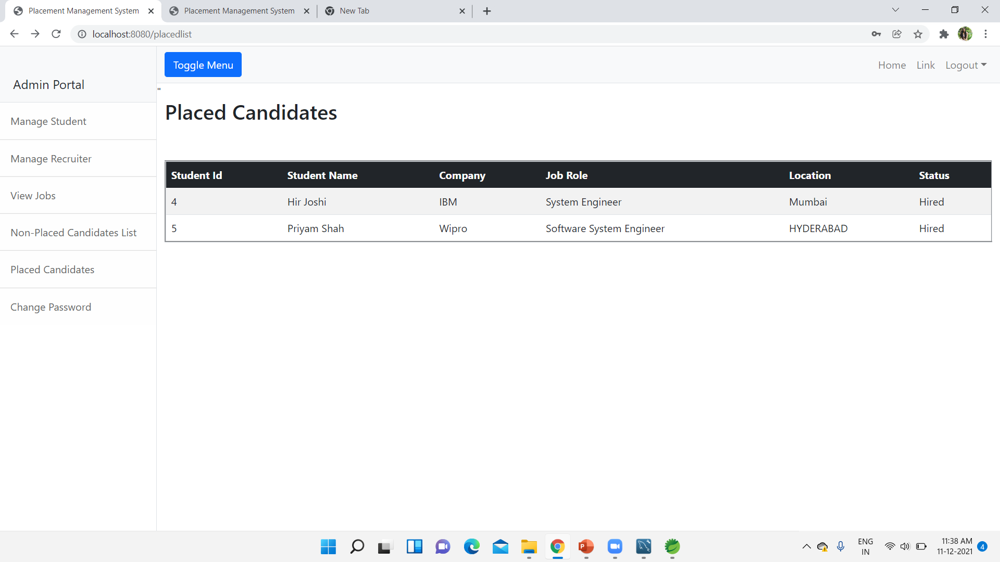 Placement Management System
Placement Management System
New Tab
localhost:8080/placedlist
Toggle Menu
Home Link Logout
Admin Portal
"
Placed Candidates
Manage Student
Manage Recruiter
View Jobs
Non-Placed Candidates List
Placed Candidates
Change Password
Student Id Student Name Company Job Role Location Status
4 Hir Joshi IBM System Engineer Mumbai Hired
5 Priyam Shah Wipro Software System Engineer HYDERABAD Hired
P
ENG
IN
11:38 AM
11-12-2021
4